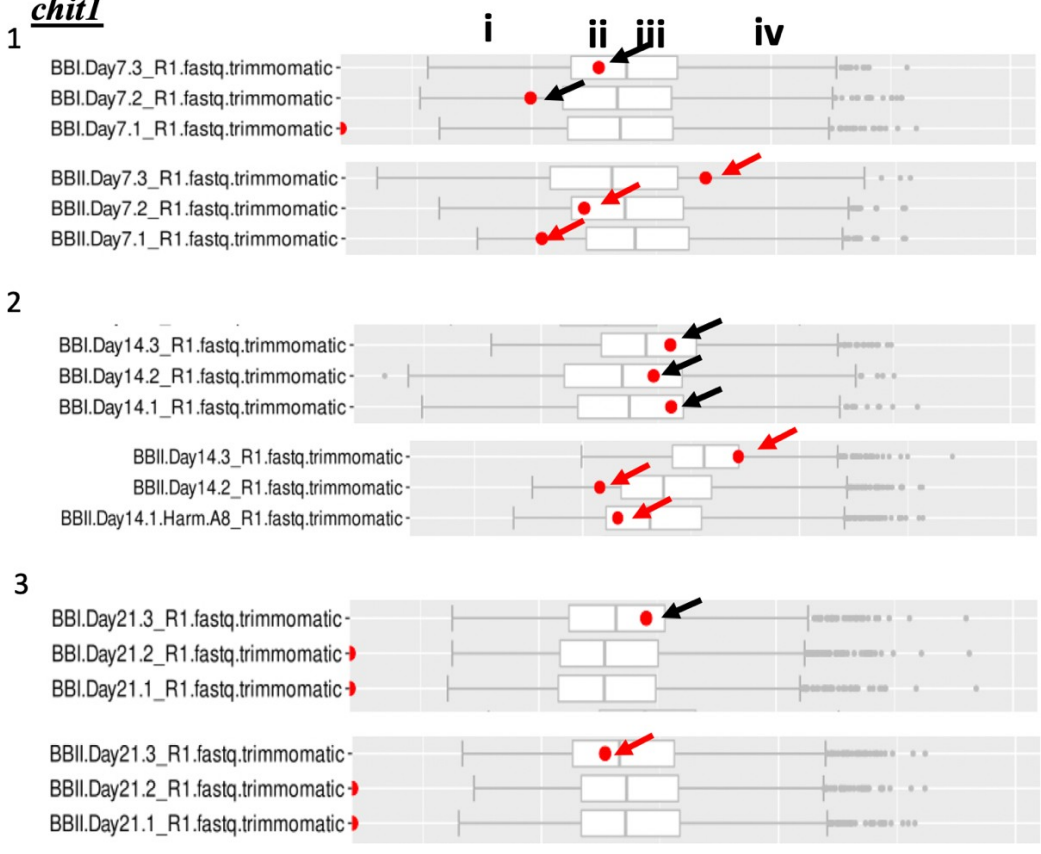 chit1
1
i ii iii iv
BBI.Day7.3_R1.fastq.trimmomatic
BBI.Day7.2_R1.fastq.trimmomatic
BBI.Day7.1_R1.fastq.trimmomatic
BBII.Day7.3_R1.fastq.trimmomatic
BBII.Day7.2_R1.fastq.trimmomatic
BBII.Day7.1_R1.fastq.trimmomatic
2
BBI.Day14.3_R1.fastq.trimmomatic
BBI.Day14.2_R1.fastq.trimmomatic
BBI.Day14.1_R1.fastq.trimmomatic
BBII.Day14.3_R1.fastq.trimmomatic
BBII.Day14.2_R1.fastq.trimmomatic
BBII.Day14.1.Harm.A8_R1.fastq.trimmomatic
3
BBI.Day21.3_R1.fastq.trimmomatic
BBI.Day21.2_R1.fastq.trimmomatic
BBI.Day21.1_R1.fastq.trimmomatic
BBII.Day21.3_R1.fastq.trimmomatic
BBII.Day21.2_R1.fastq.trimmomatic
BBII.Day21.1_R1.fastq.trimmomatic